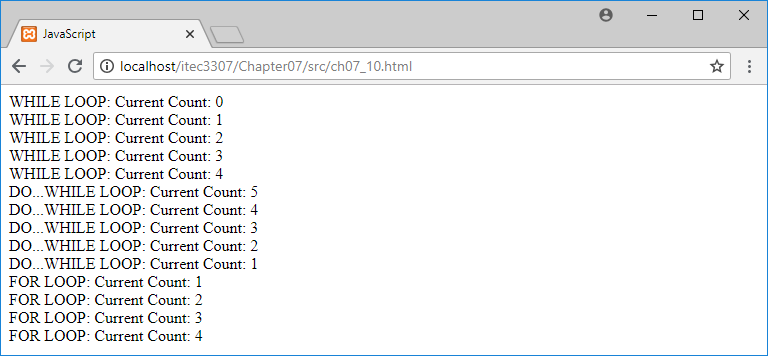 JavaScript
localhost/itec3307/Chapter07/src/ch07_10.html
WHILE LOOP: Current Count: 0
WHILE LOOP: Current Count: 1
WHILE LOOP: Current Count: 2
WHILE LOOP: Current Count: 3
WHILE LOOP: Current Count: 4
DO...WHILE LOOP: Current Count: 5
DO...WHILE LOOP: Current Count: 4
DO...WHILE LOOP: Current Count: 3
DO...WHILE LOOP: Current Count: 2
DO...WHILE LOOP: Current Count: 1
FOR LOOP: Current Count: 1
FOR LOOP: Current Count: 2
FOR LOOP: Current Count: 3
FOR LOOP: Current Count: 4